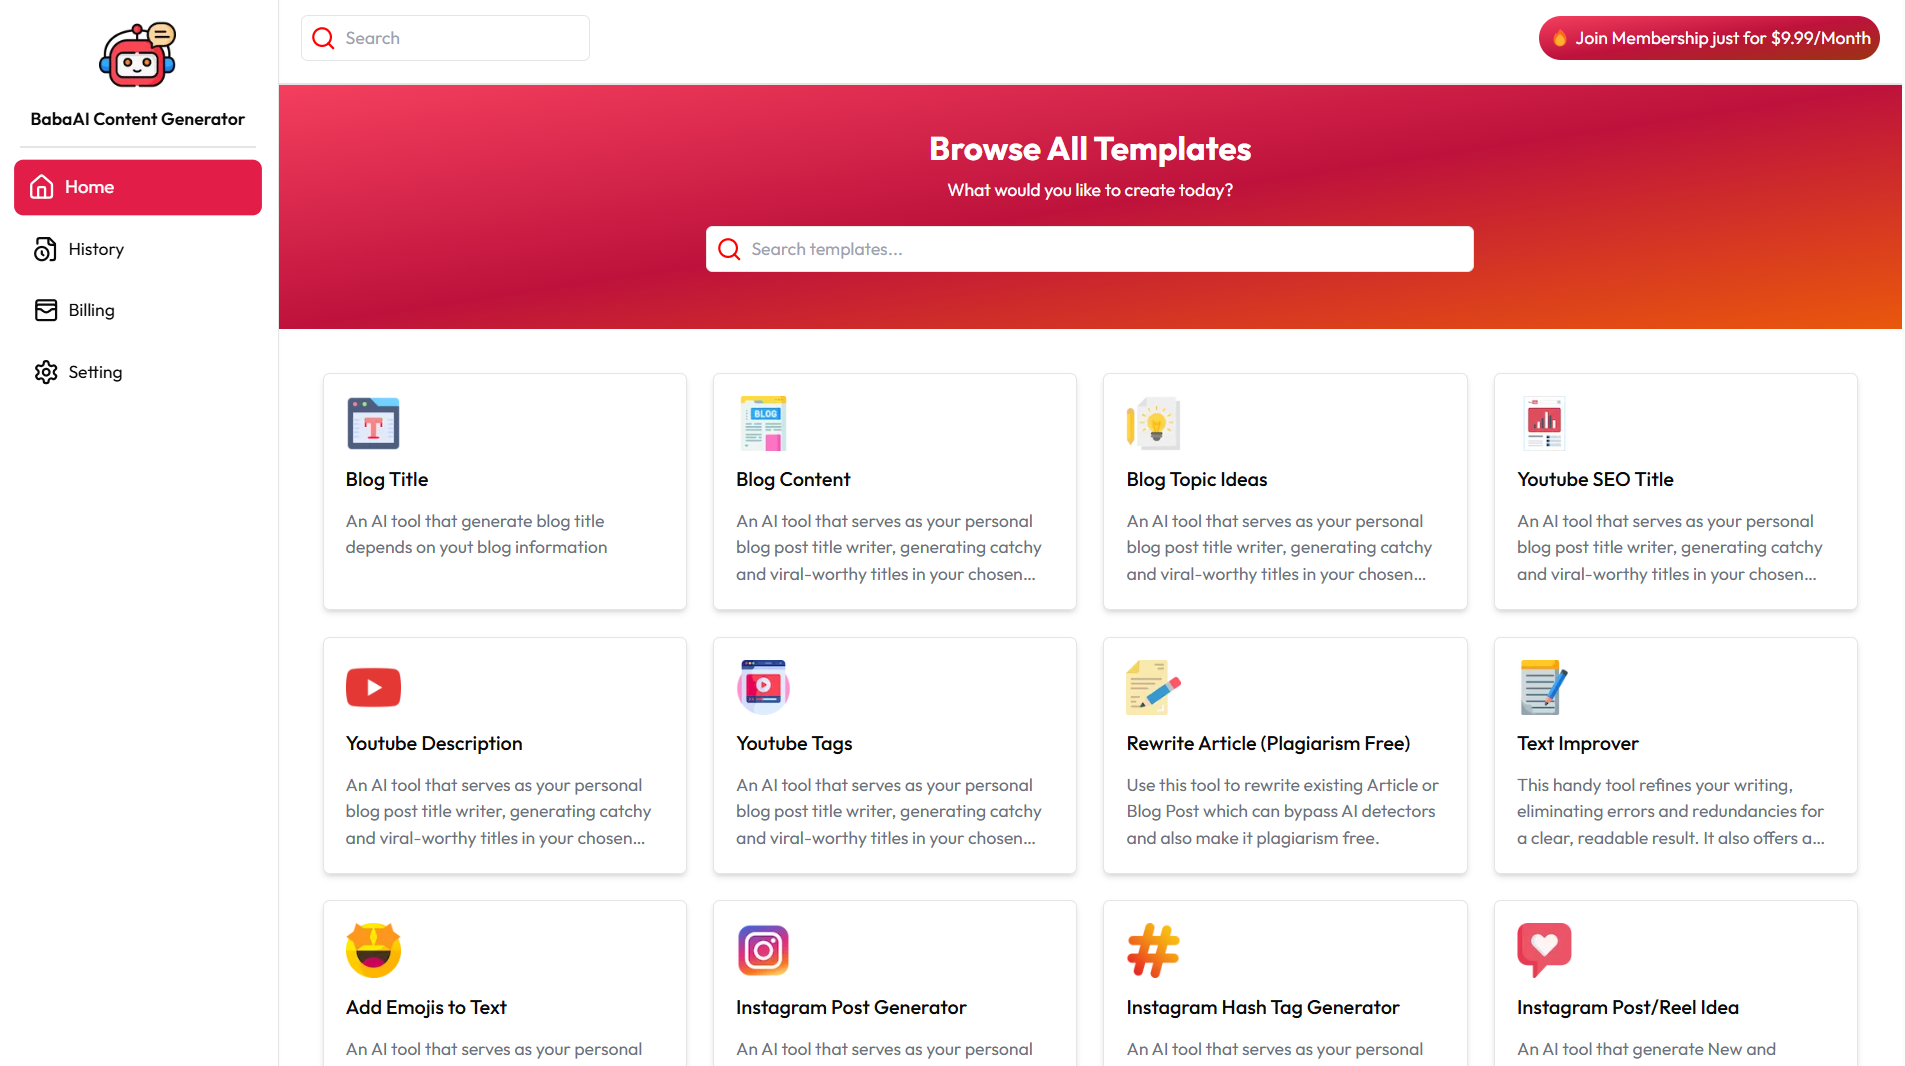 BabaAI Content Generator
Home
History
Billing
Setting
Search
Join Membership just for $9.99/Month
Browse All Templates
What would you like to create today?
Search templates...
Blog Title
An AI tool that generate blog title
depends on yout blog information
BLOG
Blog Content
An AI tool that serves as your personal
blog post title writer, generating catchy
and viral-worthy titles in your chosen...
Blog Topic Ideas
An AI tool that serves as your personal
blog post title writer, generating catchy
and viral-worthy titles in your chosen...
Youtube SEO Title
An AI tool that serves as your personal
blog post title writer, generating catchy
and viral-worthy titles in your chosen...
Youtube Description
An AI tool that serves as your personal
blog post title writer, generating catchy
and viral-worthy titles in your chosen...
Youtube Tags
An AI tool that serves as your personal
blog post title writer, generating catchy
and viral-worthy titles in your chosen...
Rewrite Article (Plagiarism Free)
Use this tool to rewrite existing Article or
Blog Post which can bypass AI detectors
and also make it plagiarism free.
Text Improver
This handy tool refines your writing,
eliminating errors and redundancies for
a clear, readable result. It also offers a...
Add Emojis to Text
An AI tool that serves as your personal
Instagram Post Generator
An AI tool that serves as your personal
Instagram Hash Tag Generator
An AI tool that serves as your personal
Instagram Post/Reel Idea
An AI tool that generate New and